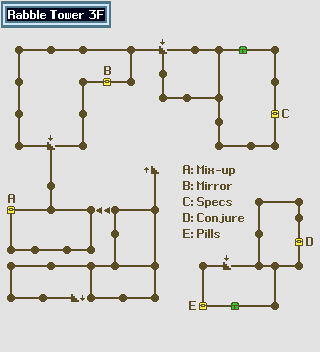 Rabble Tower 3F
B
C
A: Mix-up
B: Mirror
C: Specs
D: Conjure
E: Pills
A
D
E